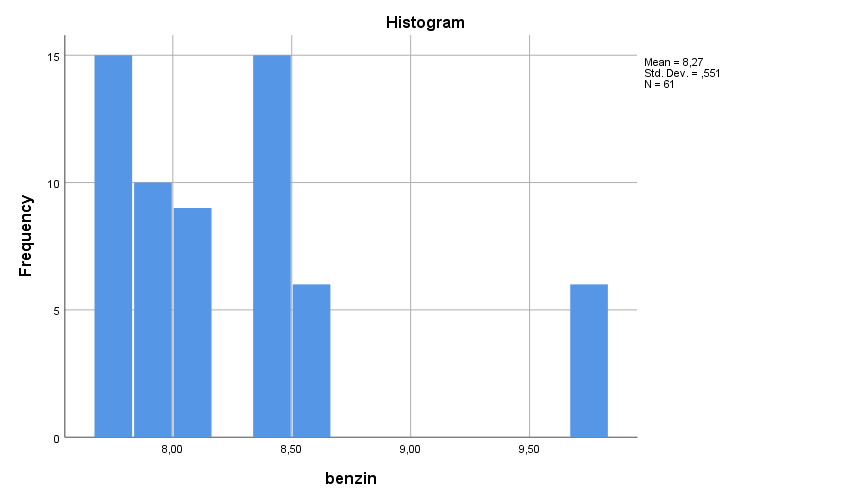 Histogram
Mean = 8,27
Std. Dev. = ,551
N = 61
Frequency
15
10
5
0
8,00
8,50
9,00
9,50
benzin